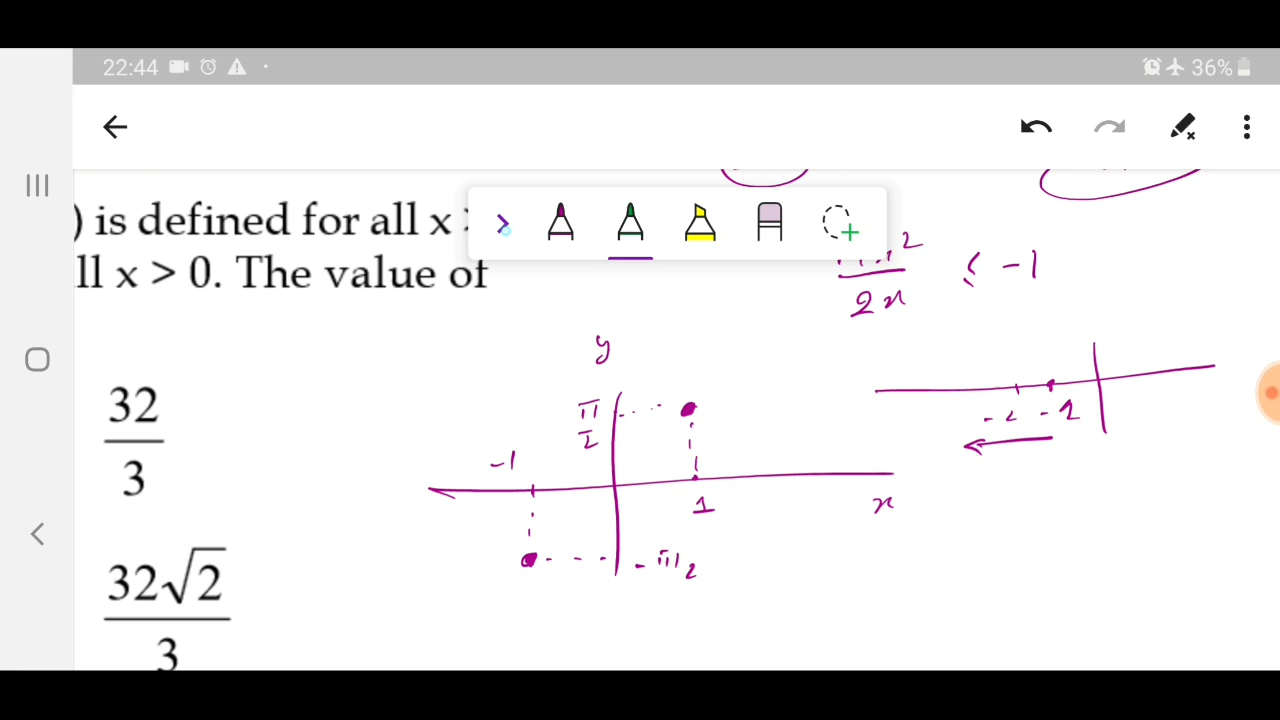 22:44
36%
) is defined for all x
ll x > 0. The value of
2x
≤ -1
32
3
32√2
3
y
π
2
-1
1
x
- π/2
-2 -1